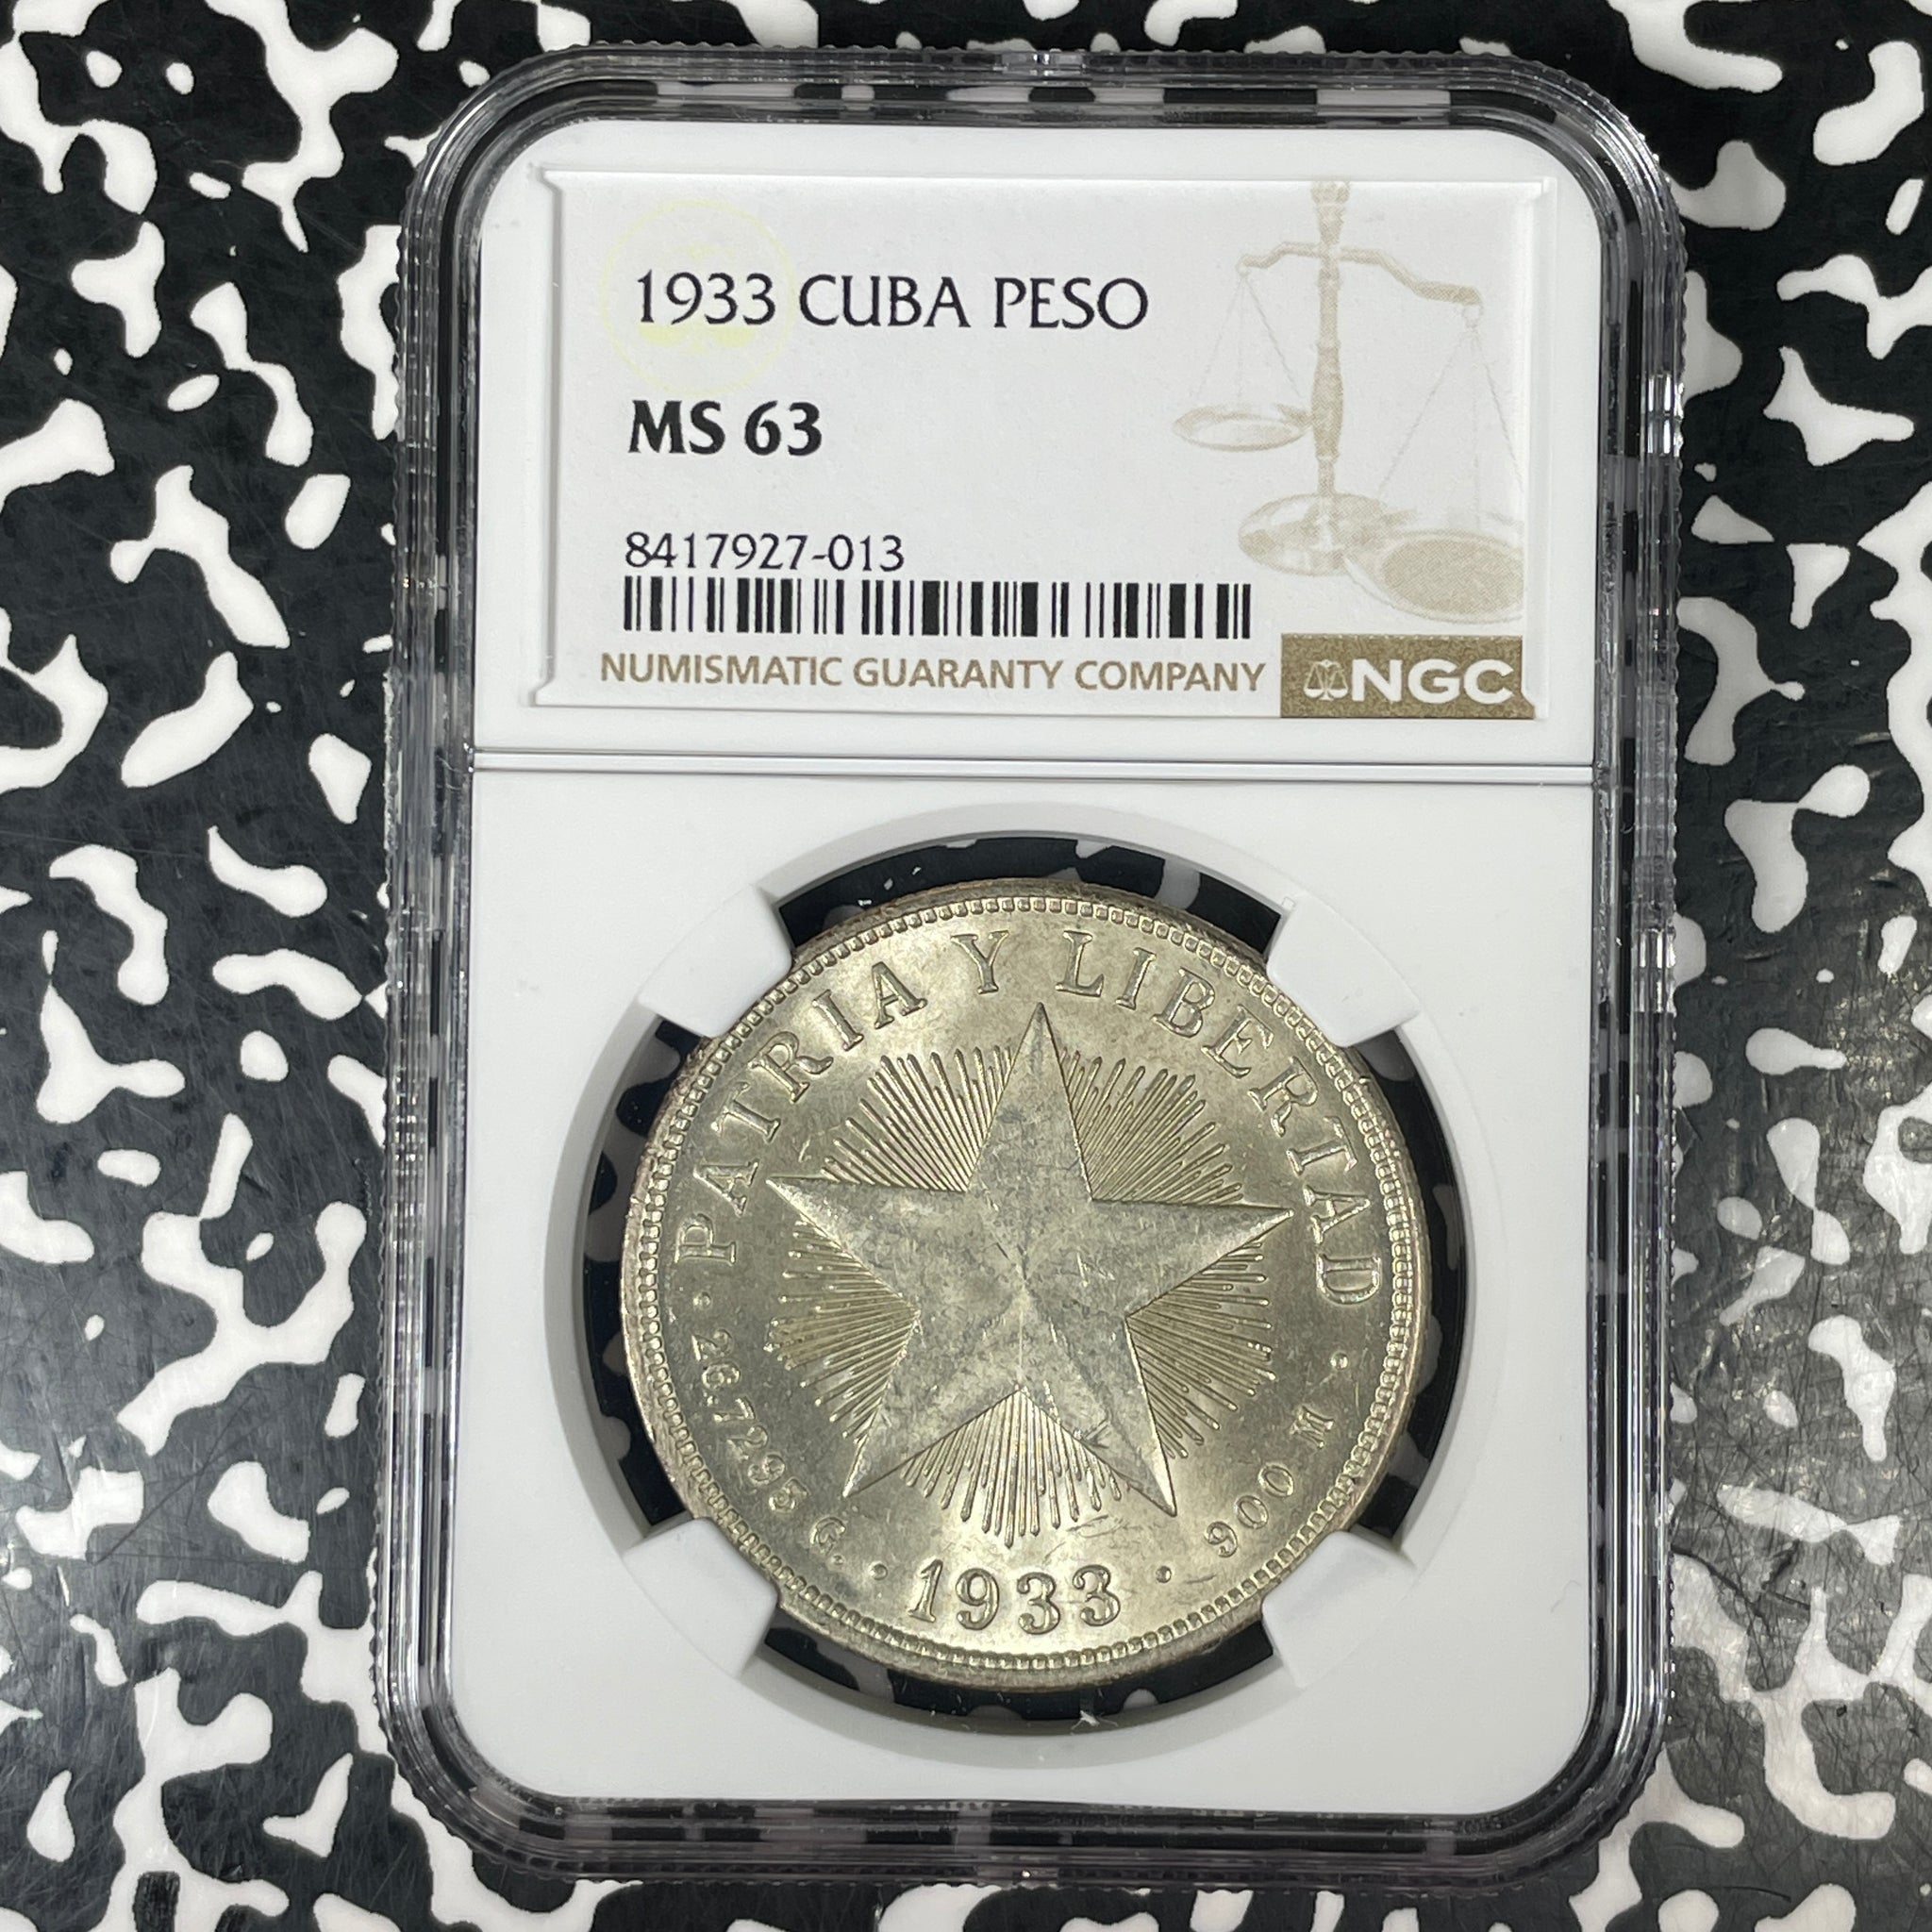 1933 CUBA PESO
MS 63
8417927-013
NUMISMATIC GUARANTY COMPANY
NGC
PATRIA Y LIBERTAD
26.7295 G.
1933
900 M